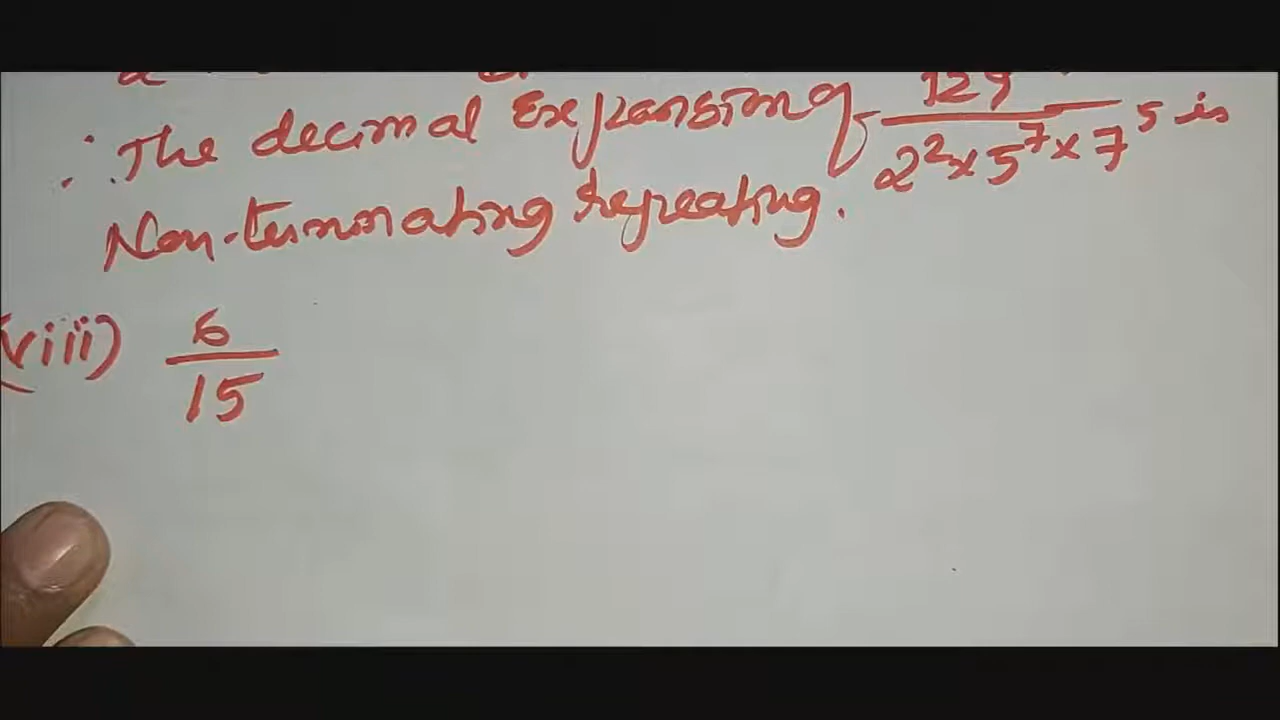 ∴ The decimal Expansion of 129/2²×5⁷×7⁵ is
Non-terminating repeating.
(viii) 6/15